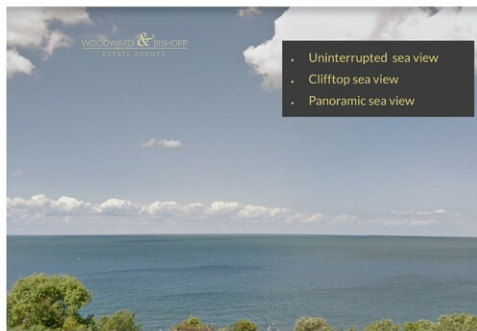 WOODWARD & BISHOPP
ESTATE AGENTS
• Uninterrupted sea view
• Clifftop sea view
• Panoramic sea view